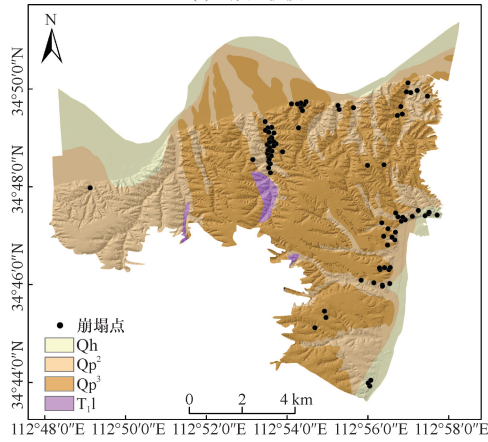 N
34°50′0″N
34°48′0″N
34°46′0″N
34°44′0″N
崩塌点
Qh
Qp²
Qp³
T₁l
0 2 4 km
112°48′0″E 112°50′0″E 112°52′0″E 112°54′0″E 112°56′0″E 112°58′0″E